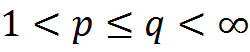 1 < 𝑝 ≤ 𝑞 < ∞